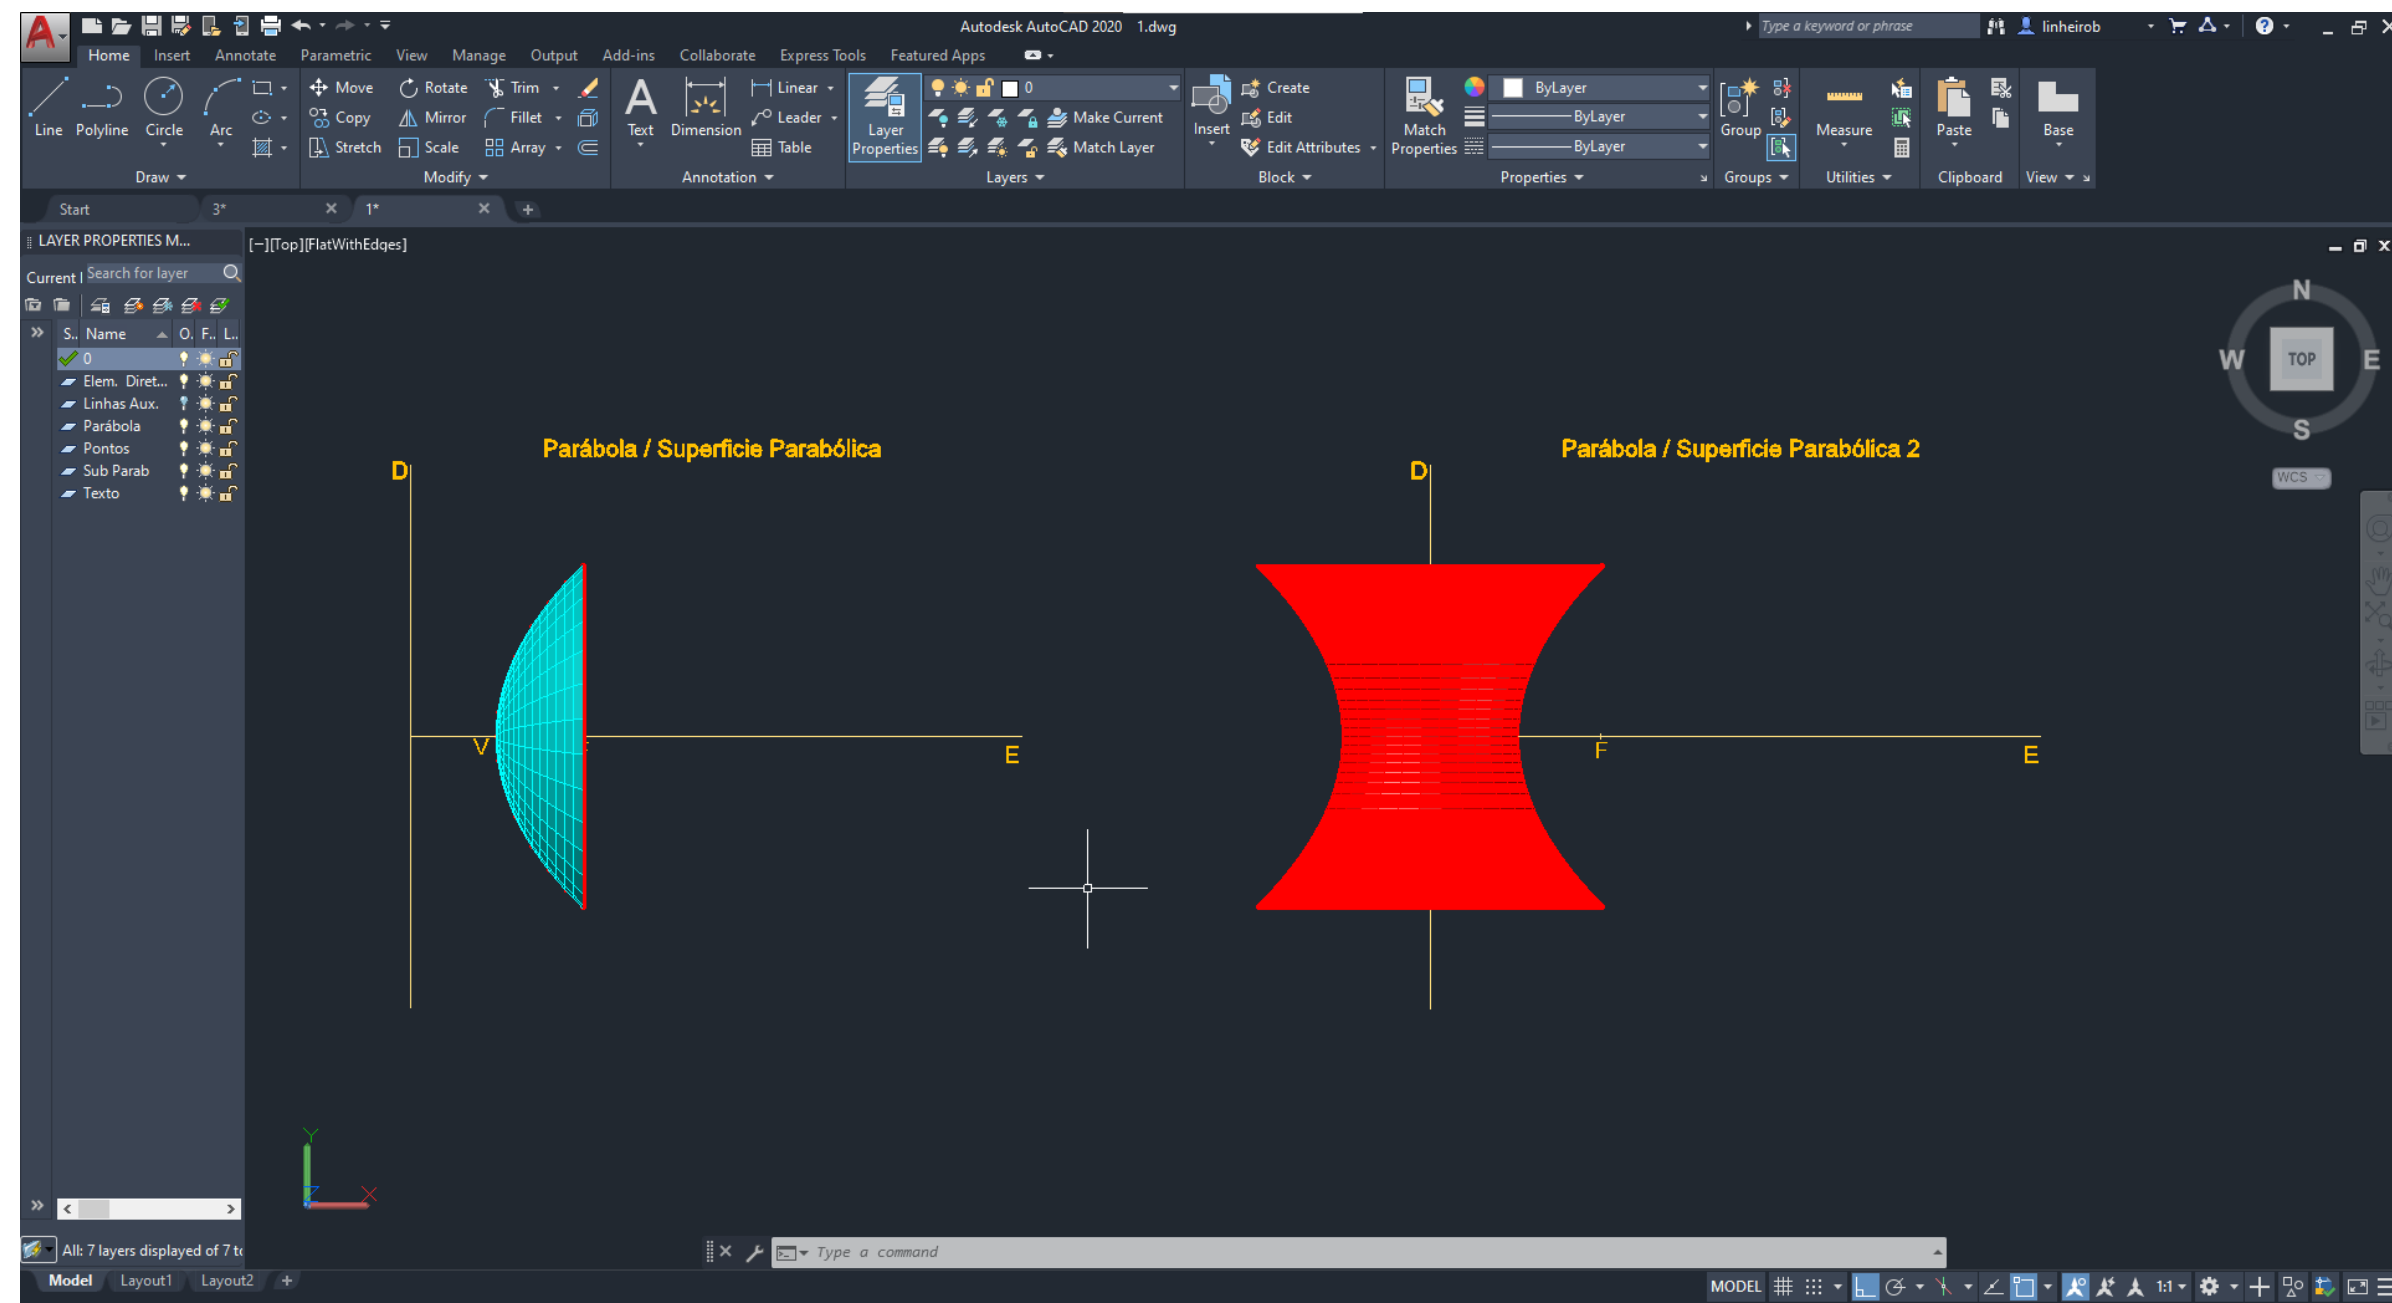 Autodesk AutoCAD 2020 1.dwg
Type a keyword or phrase
linheirob
Home Insert Annotate Parametric View Manage Output Add-ins Collaborate Express Tools Featured Apps
Move Rotate Trim Linear 0 Create ByLayer
Copy Mirror Fillet Leader Make Current Edit ByLayer
Line Polyline Circle Arc Text Dimension Layer Insert Match Group Measure Paste Base
Stretch Scale Array Table Properties Match Layer Edit Attributes Properties ByLayer
Draw Modify Annotation Layers Block Properties Groups Utilities Clipboard View
Start 3* 1*
LAYER PROPERTIES M...
[−][Top][FlatWithEdges]
Current l Search for layer
S.. Name O. F.. L..
0
Elem. Diret...
Linhas Aux.
Parábola
Pontos
Sub Parab
Texto
N
W TOP E
S
WCS
Parábola / Superficie Parabólica
D
V
E
Parábola / Superficie Parabólica 2
D
F
E
Y
Z X
All: 7 layers displayed of 7 to
Type a command
Model Layout1 Layout2
MODEL 1:1